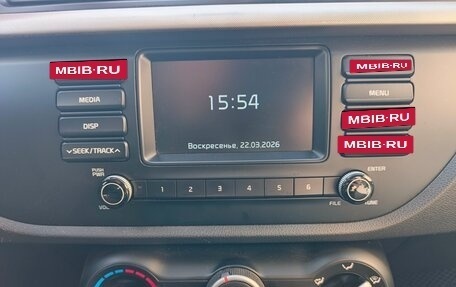 MBIB-RU
MBIB-RU
MEDIA
15:54
MENU
DISP
MBIB-RU
SEEK/TRACK
Воскресенье, 22.03.2026
MBIB-RU
PUSH PWR
ENTER
1 2 3 4 5 6
VOL
FILE
TUNE